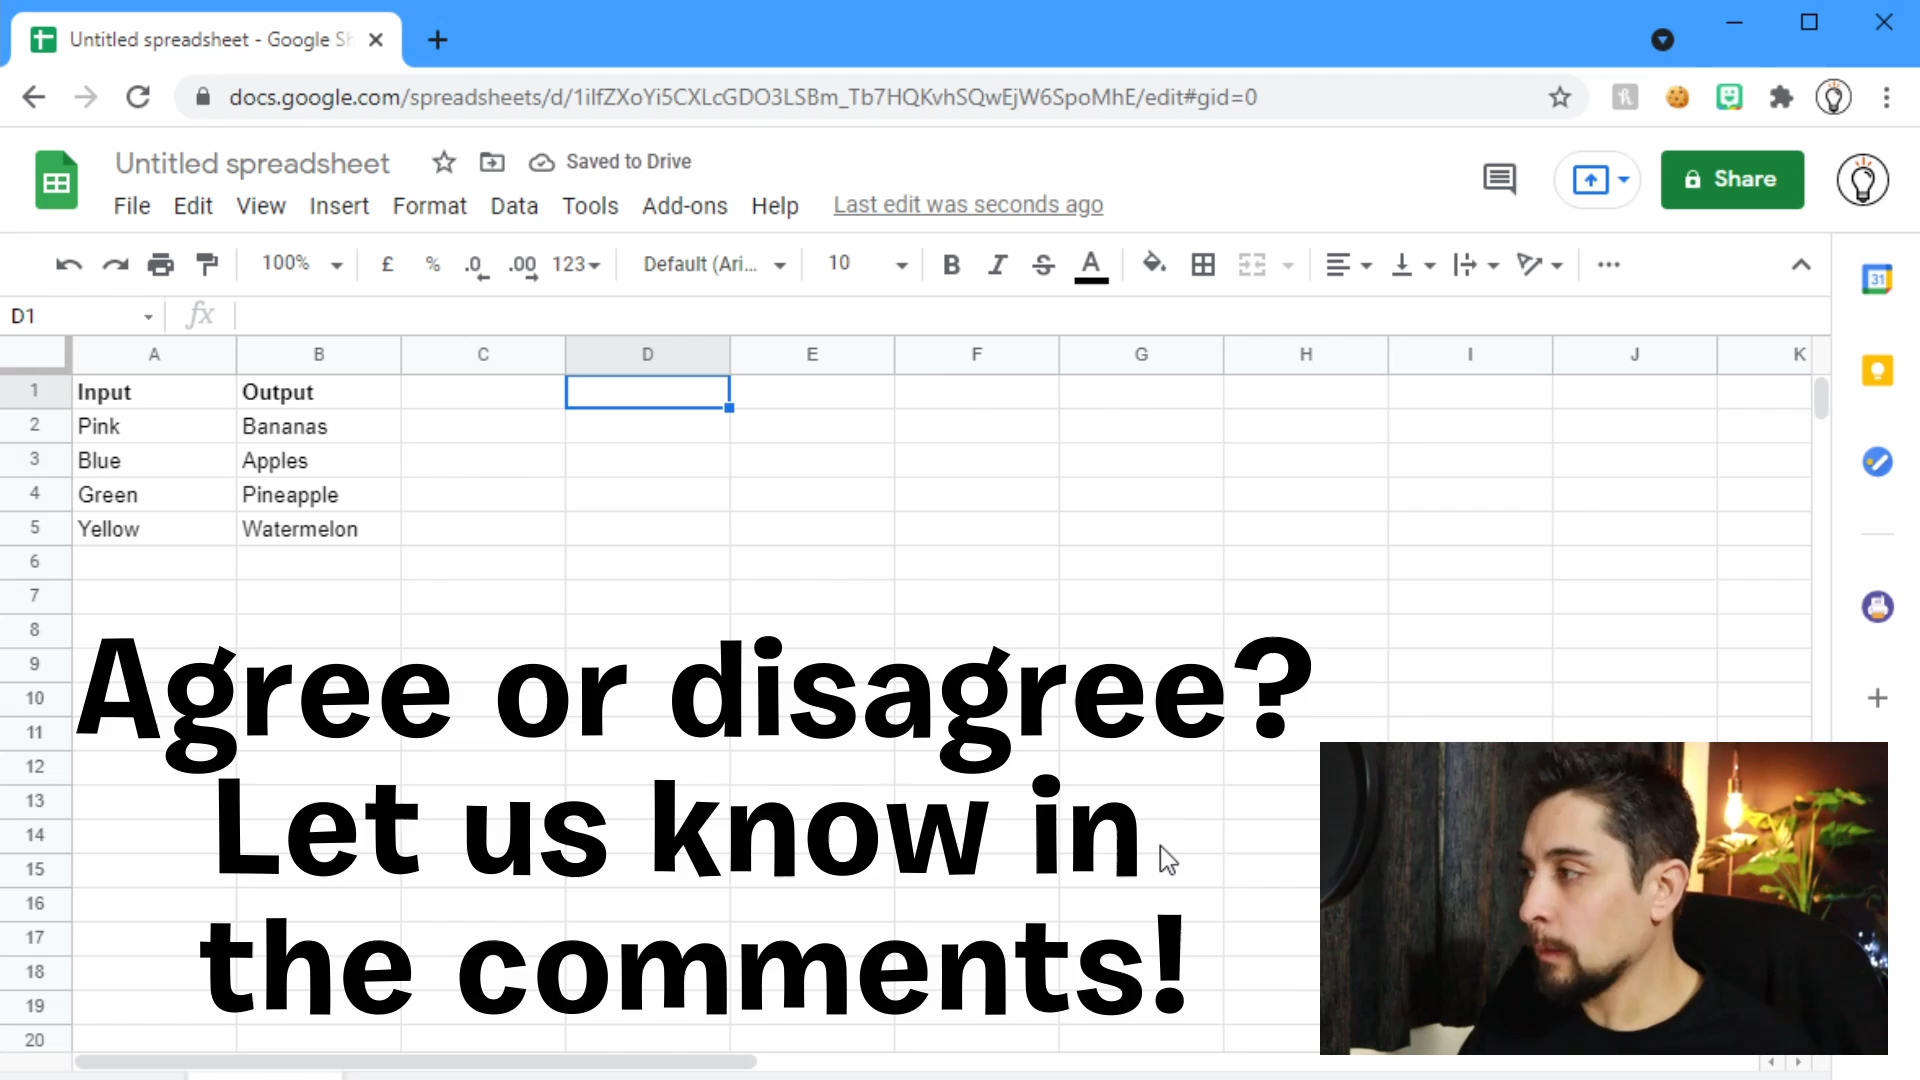 Untitled spreadsheet - Google Sh
docs.google.com/spreadsheets/d/1ilfZXoYi5CXLcGDO3LSBm_Tb7HQKvhSQwEjW6SpoMhE/edit#gid=0
Untitled spreadsheet
Saved to Drive
Share
File Edit View Insert Format Data Tools Add-ons Help Last edit was seconds ago
100% £ % .0 .00 123 Default (Ari... 10 B I S A
31
D1 fx
A B C D E F G H I J K
1 Input Output
2 Pink Bananas
3 Blue Apples
4 Green Pineapple
5 Yellow Watermelon
6
7
8
9
10
11
12
13
14
15
16
17
18
19
20
Agree or disagree?
Let us know in
the comments!